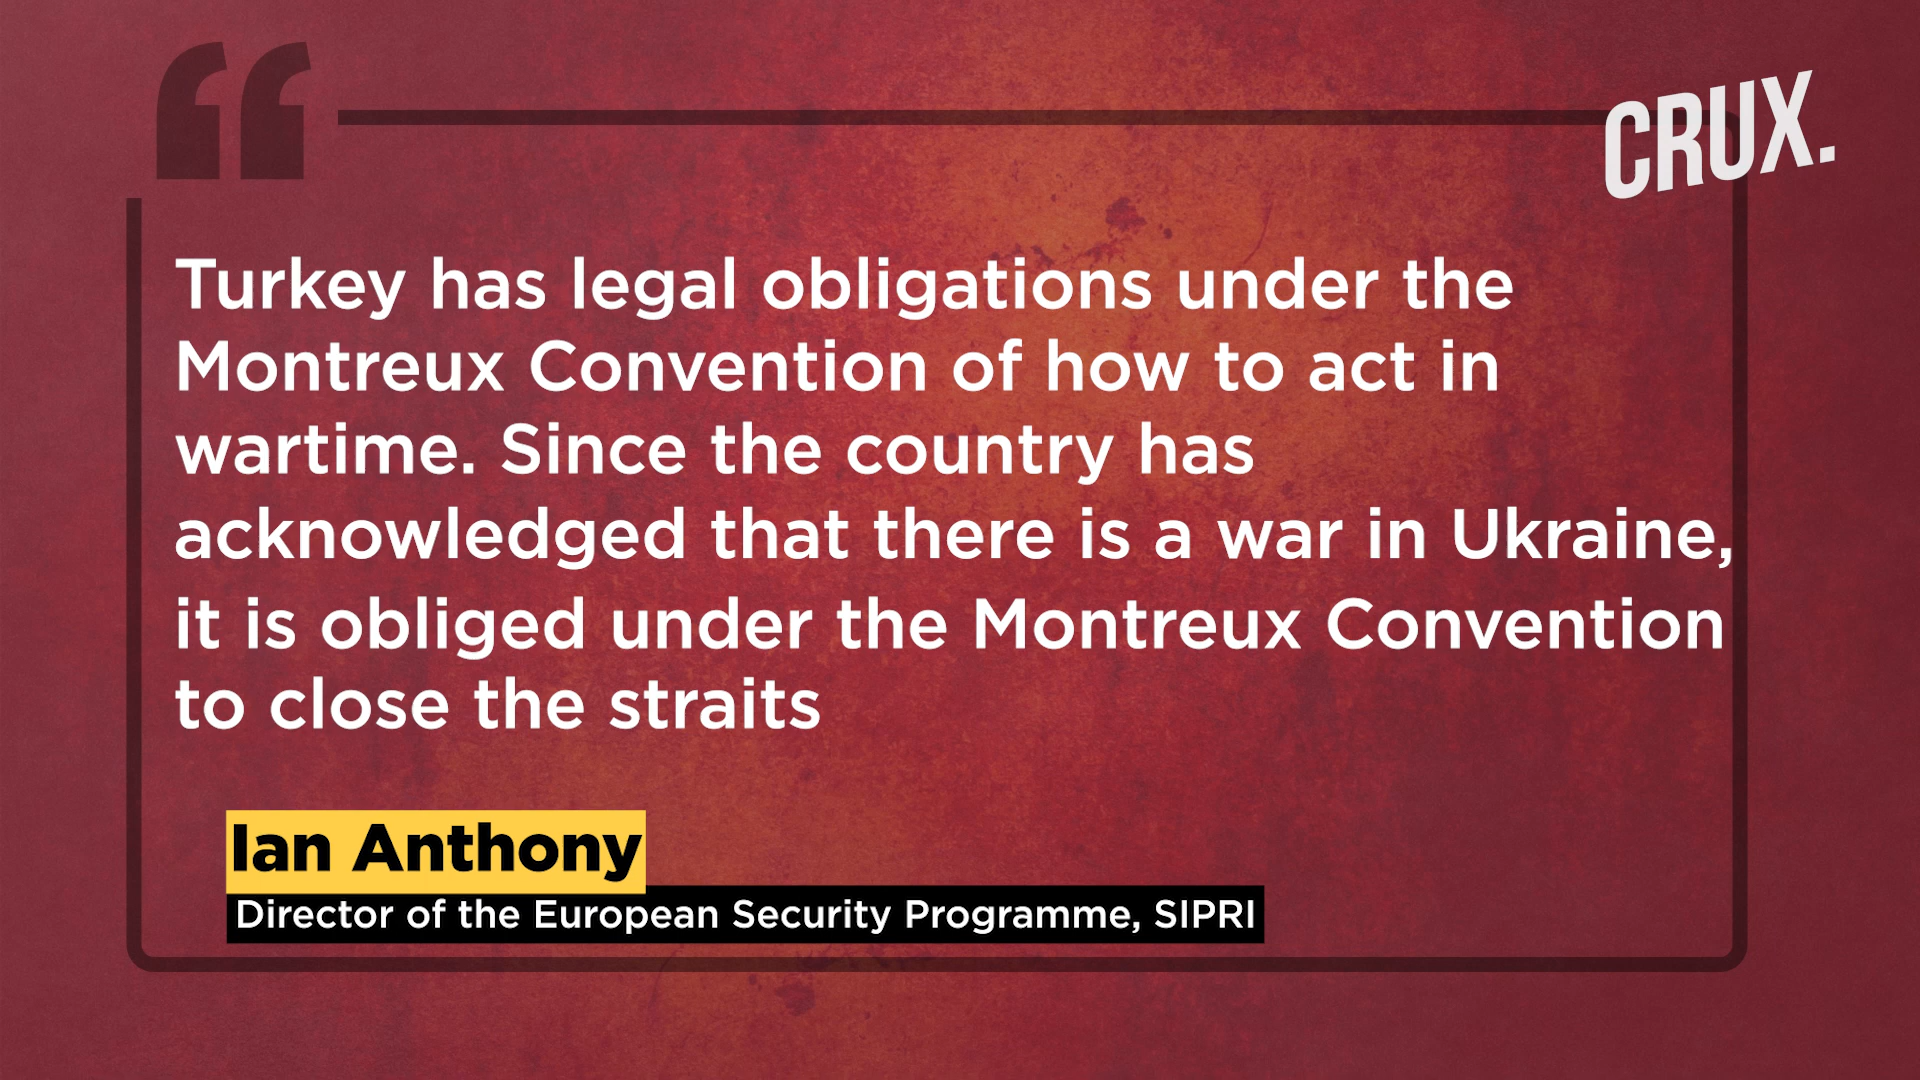 “
CRUX.
Turkey has legal obligations under the
Montreux Convention of how to act in
wartime. Since the country has
acknowledged that there is a war in Ukraine,
it is obliged under the Montreux Convention
to close the straits
Ian Anthony
Director of the European Security Programme, SIPRI